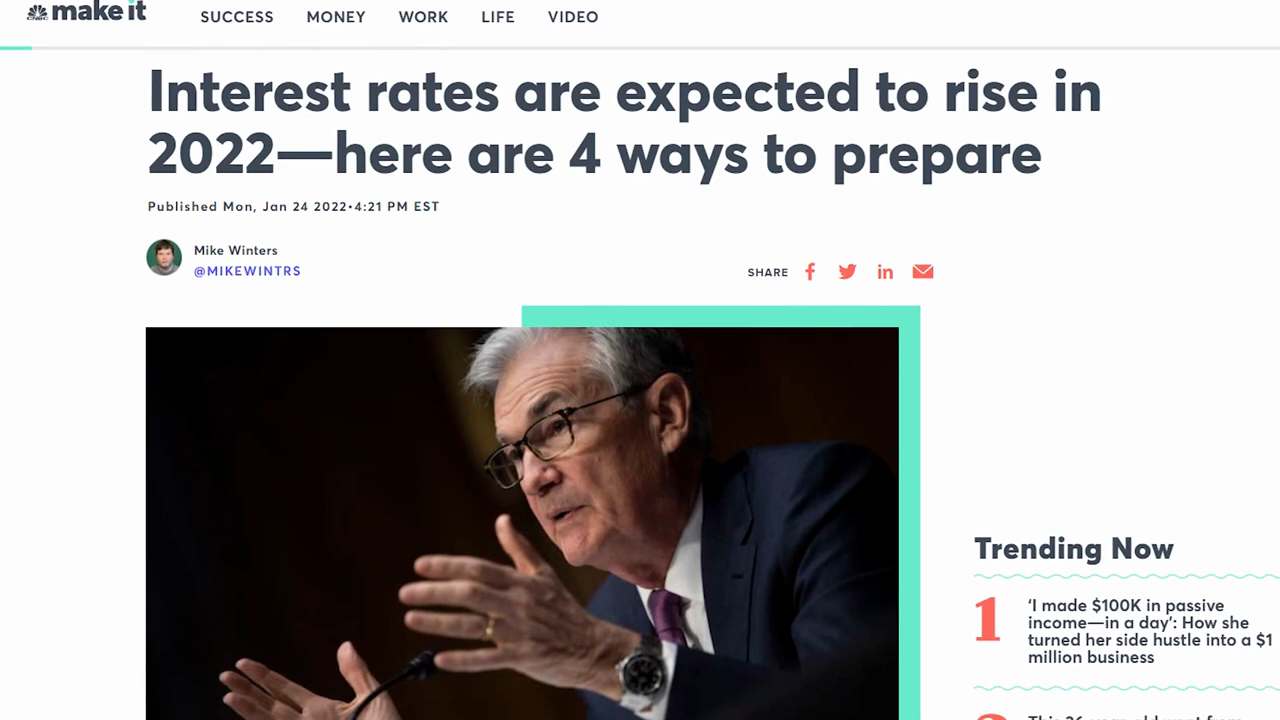 CNBC make it
SUCCESS MONEY WORK LIFE VIDEO
Interest rates are expected to rise in
2022—here are 4 ways to prepare
Published Mon, Jan 24 2022•4:21 PM EST
Mike Winters
@MIKEWINTRS
SHARE
Trending Now
1
‘I made $100K in passive
income—in a day’: How she
turned her side hustle into a $1
million business